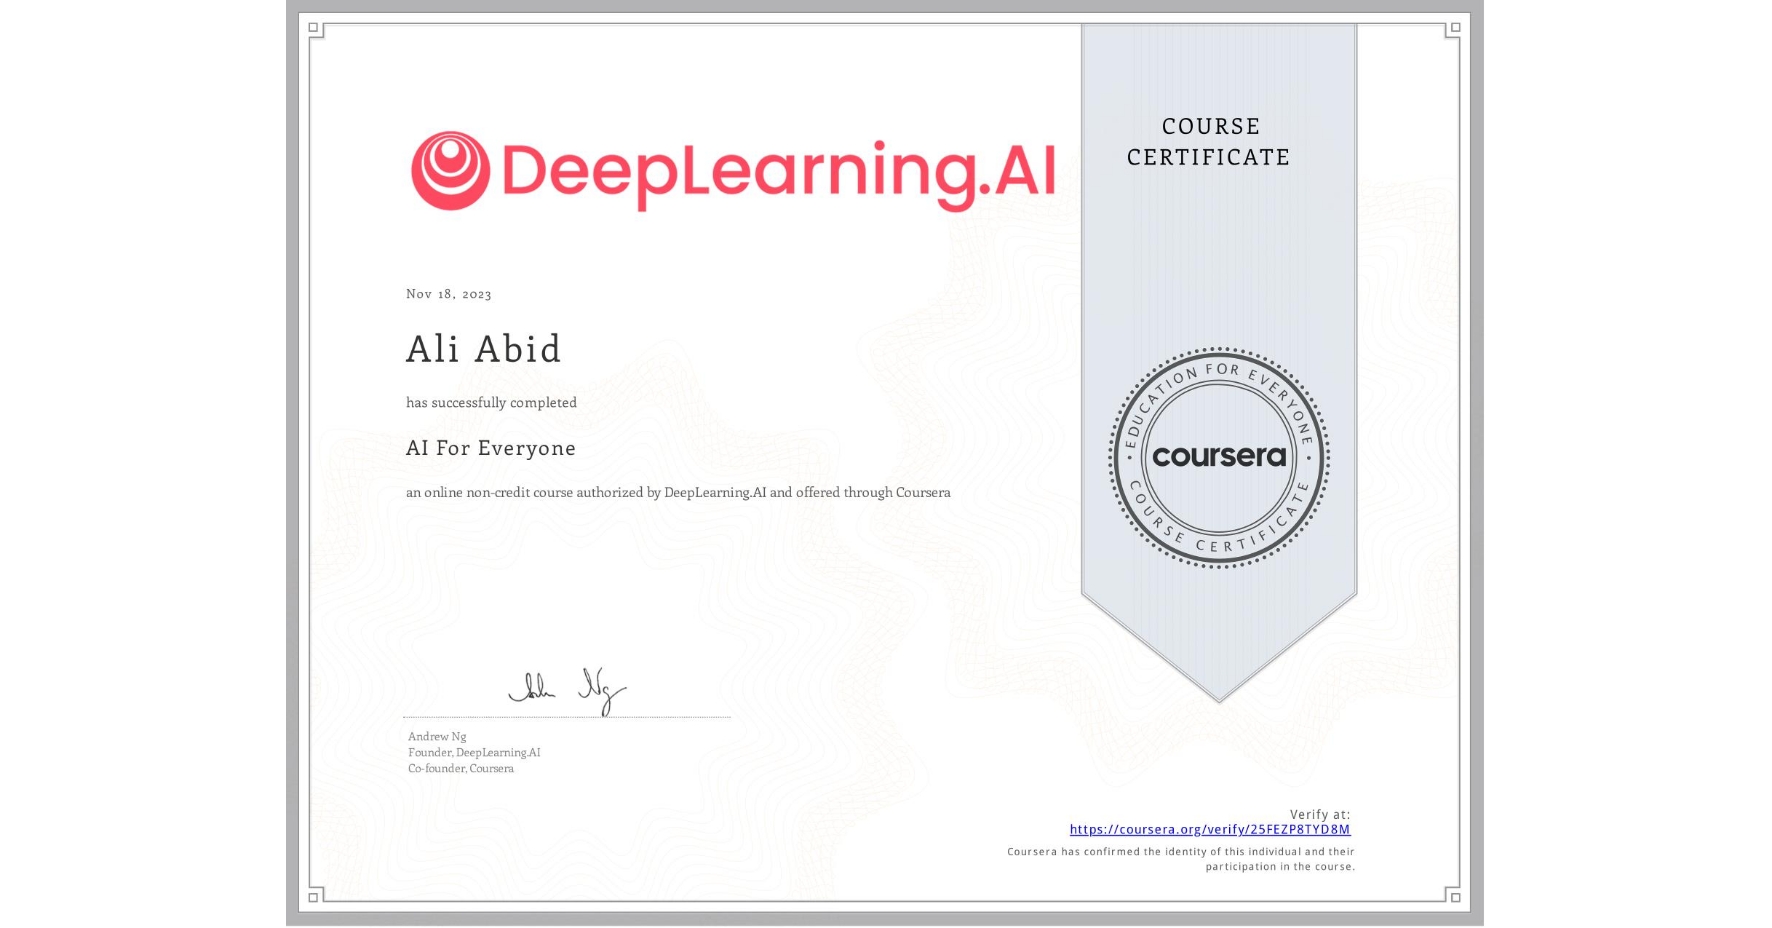 DeepLearning.AI
COURSE
CERTIFICATE
Nov 18, 2023
Ali Abid
has successfully completed
AI For Everyone
an online non-credit course authorized by DeepLearning.AI and offered through Coursera
EDUCATION FOR EVERYONE
coursera
COURSE CERTIFICATE
Andrew Ng
Founder, DeepLearning.AI
Co-founder, Coursera
Verify at:
https://coursera.org/verify/25FEZP8TYD8M
Coursera has confirmed the identity of this individual and their
participation in the course.